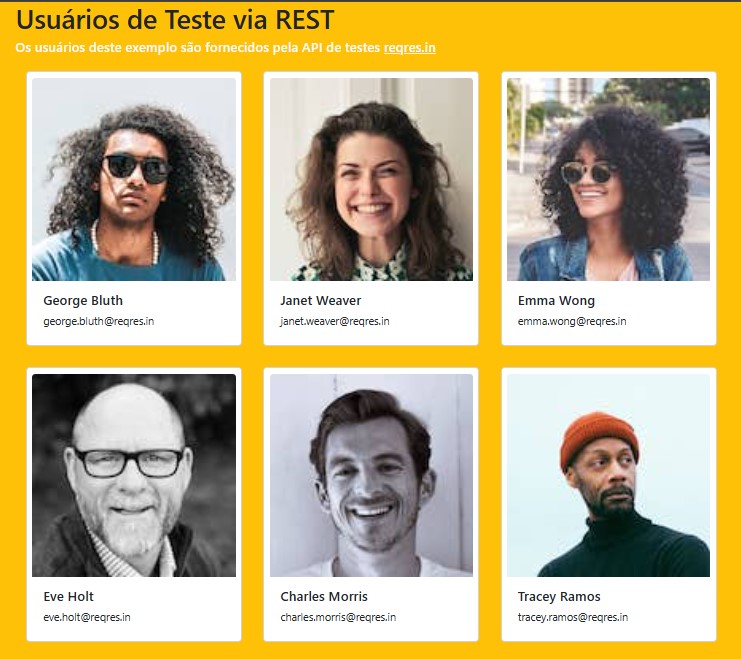 Usuários de Teste via REST
Os usuários deste exemplo são fornecidos pela API de testes reqres.in
George Bluth
george.bluth@reqres.in
Janet Weaver
janet.weaver@reqres.in
Emma Wong
emma.wong@reqres.in
Eve Holt
eve.holt@reqres.in
Charles Morris
charles.morris@reqres.in
Tracey Ramos
tracey.ramos@reqres.in